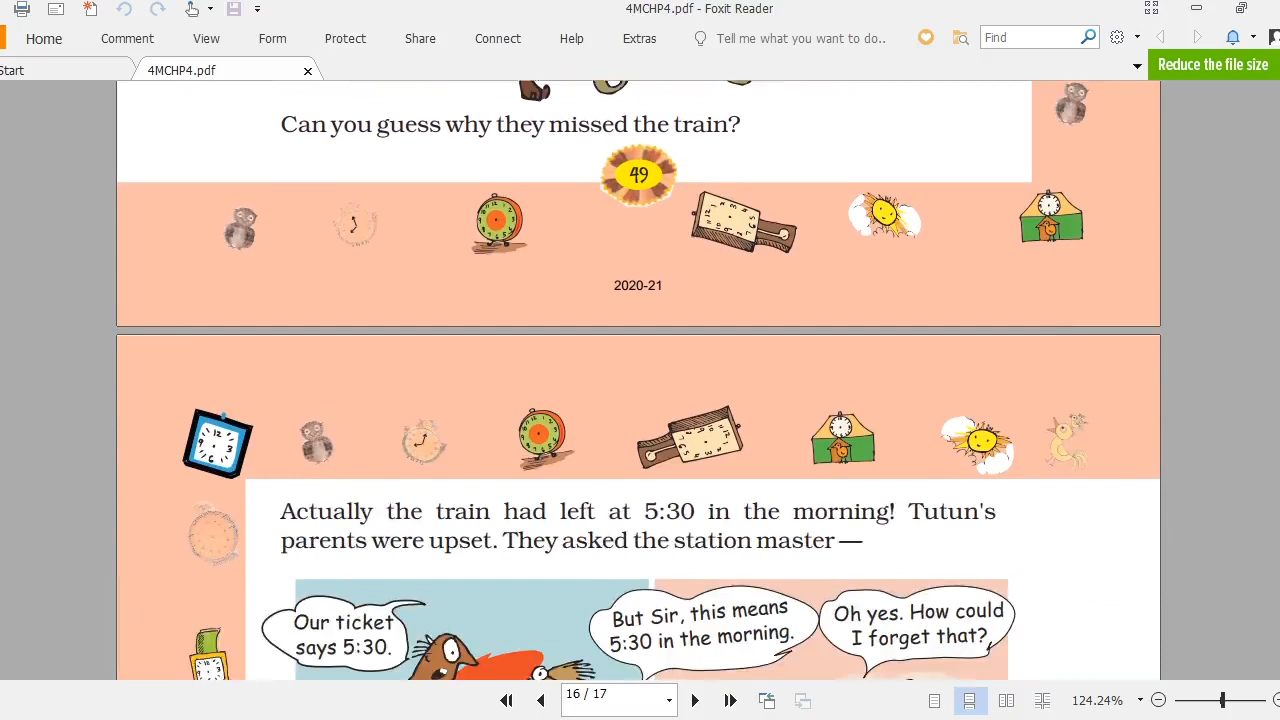 4MCHP4.pdf - Foxit Reader
Home Comment View Form Protect Share Connect Help Extras Tell me what you want to do.. Find
Start 4MCHP4.pdf Reduce the file size
Can you guess why they missed the train?
49
2020-21
Actually the train had left at 5:30 in the morning! Tutun's
parents were upset. They asked the station master —
Our ticket
says 5:30.
But Sir, this means
5:30 in the morning.
Oh yes. How could
I forget that?
16 / 17
124.24%